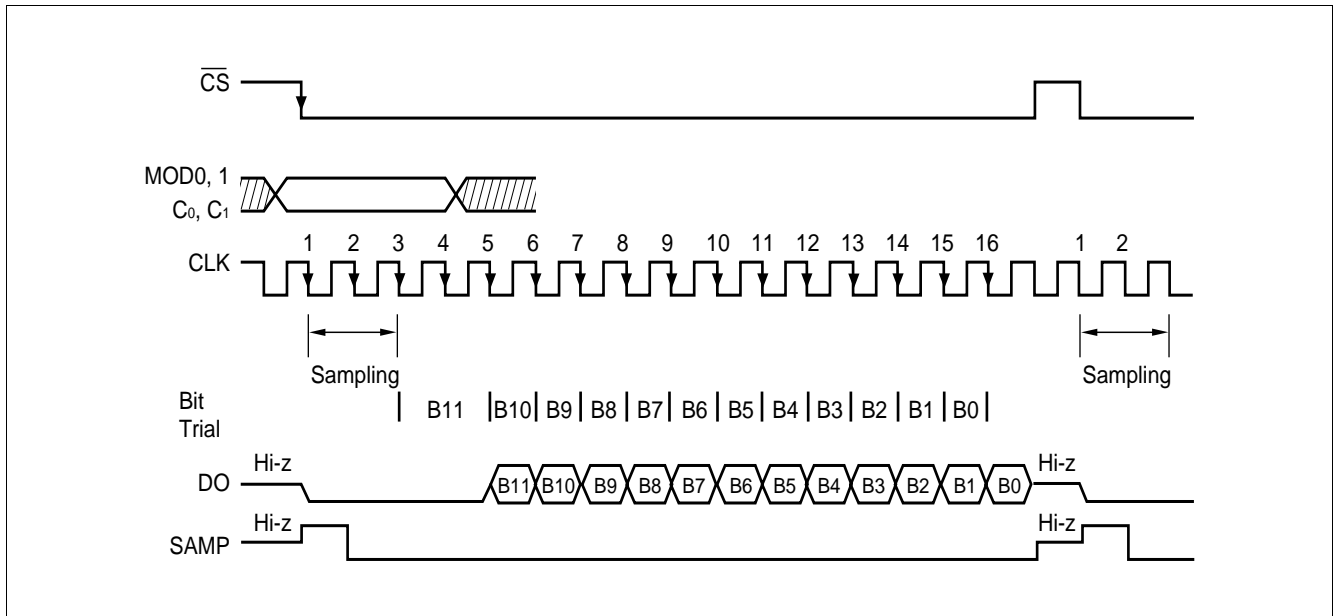 CS
MOD0, 1
C0, C1
1 2 3 4 5 6 7 8 9 10 11 12 13 14 15 16 1 2
CLK
Sampling Sampling
Bit B11 B10 B9 B8 B7 B6 B5 B4 B3 B2 B1 B0
Trial
Hi-z Hi-z
DO B11 B10 B9 B8 B7 B6 B5 B4 B3 B2 B1 B0
Hi-z Hi-z
SAMP